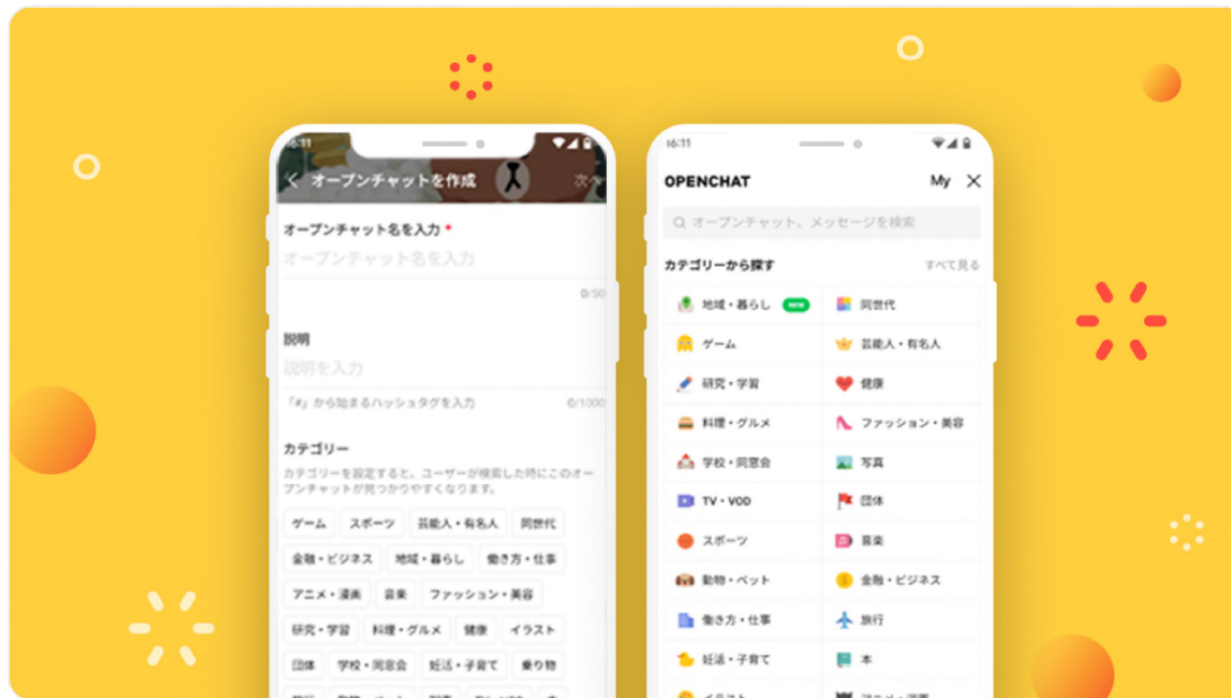 16:11
オープンチャットを作成
次へ
オープンチャット名を入力 *
オープンチャット名を入力
0/50
説明
説明を入力
「#」から始まるハッシュタグを入力 0/1000
カテゴリー
カテゴリーを設定すると、ユーザーが検索した時にこのオー
プンチャットが見つかりやすくなります。
ゲーム スポーツ 芸能人・有名人 同世代
金融・ビジネス 地域・暮らし 働き方・仕事
アニメ・漫画 音楽 ファッション・美容
研究・学習 料理・グルメ 健康 イラスト
団体 学校・同窓会 妊活・子育て 乗り物
16:11
OPENCHAT My
オープンチャット、メッセージを検索
カテゴリーから探す すべて見る
地域・暮らし NEW 同世代
ゲーム 芸能人・有名人
研究・学習 健康
料理・グルメ ファッション・美容
学校・同窓会 写真
TV・VOD 団体
スポーツ 音楽
動物・ペット 金融・ビジネス
働き方・仕事 旅行
妊活・子育て 本
イラスト アニメ・漫画